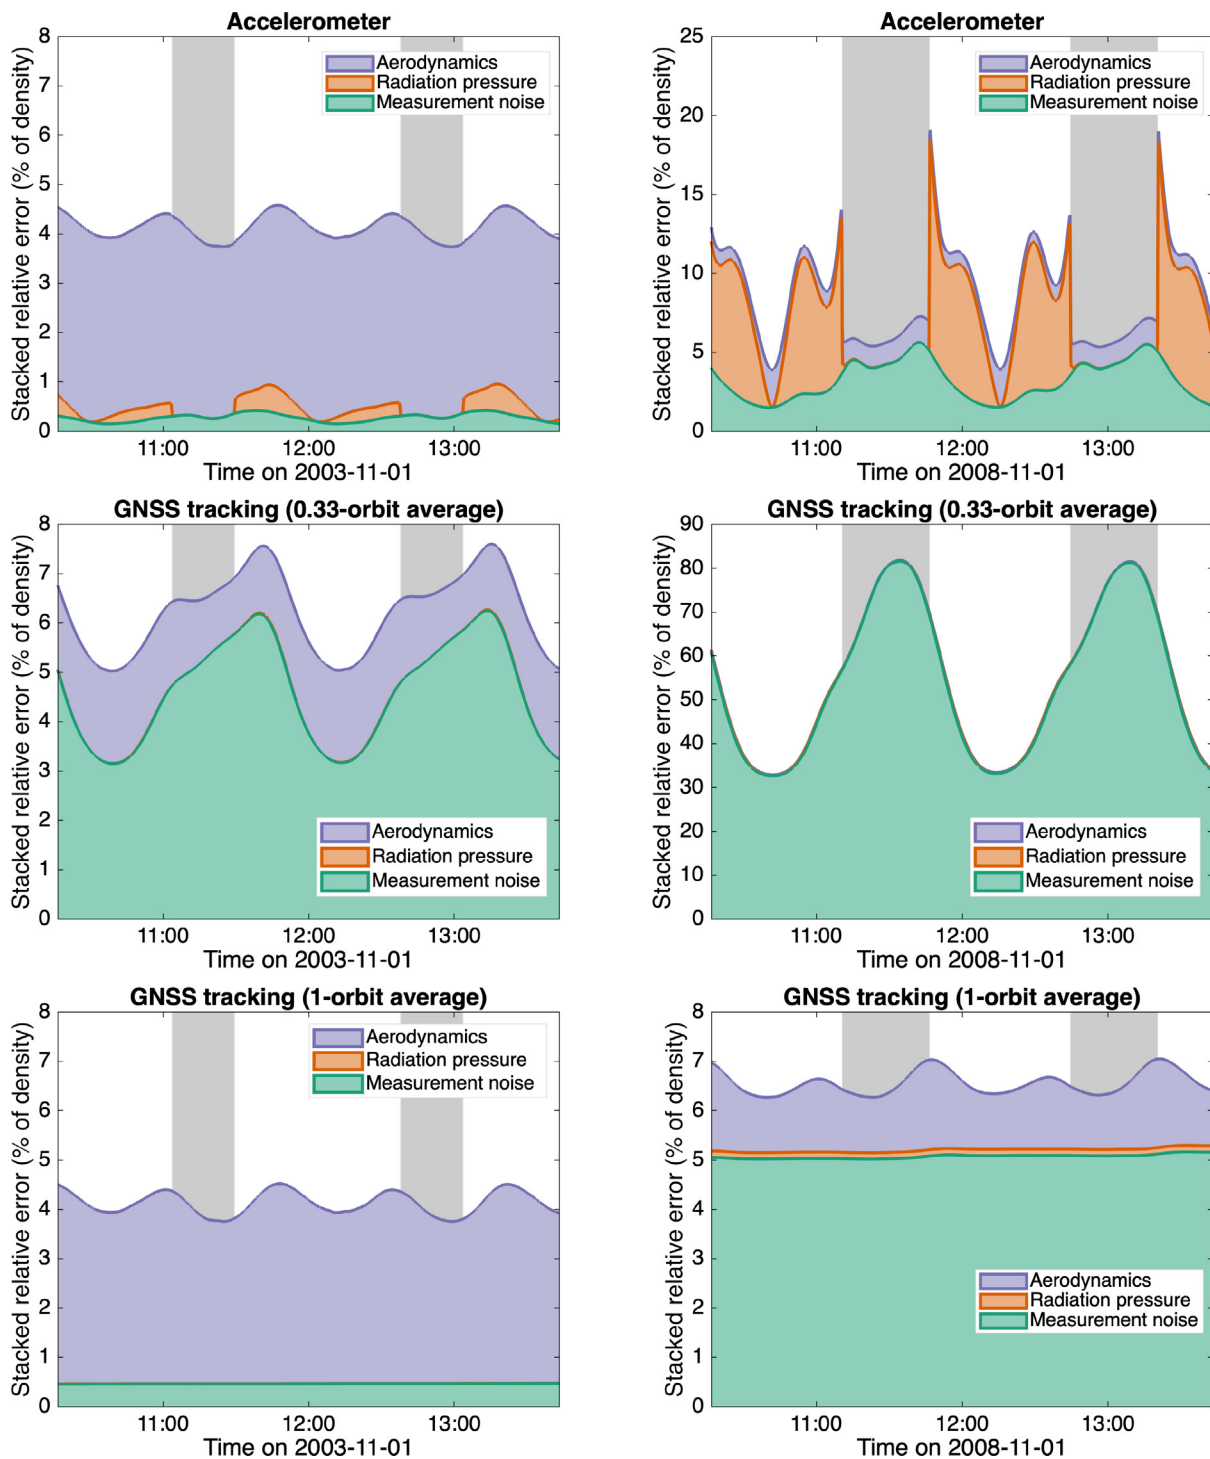 Accelerometer
Stacked relative error (% of density)
8
7
6
5
4
3
2
1
0
Aerodynamics
Radiation pressure
Measurement noise
11:00 12:00 13:00
Time on 2003-11-01
Accelerometer
Stacked relative error (% of density)
25
20
15
10
5
0
Aerodynamics
Radiation pressure
Measurement noise
11:00 12:00 13:00
Time on 2008-11-01
GNSS tracking (0.33-orbit average)
Stacked relative error (% of density)
8
7
6
5
4
3
2
1
0
Aerodynamics
Radiation pressure
Measurement noise
11:00 12:00 13:00
Time on 2003-11-01
GNSS tracking (0.33-orbit average)
Stacked relative error (% of density)
90
80
70
60
50
40
30
20
10
0
Aerodynamics
Radiation pressure
Measurement noise
11:00 12:00 13:00
Time on 2008-11-01
GNSS tracking (1-orbit average)
Stacked relative error (% of density)
8
7
6
5
4
3
2
1
0
Aerodynamics
Radiation pressure
Measurement noise
11:00 12:00 13:00
Time on 2003-11-01
GNSS tracking (1-orbit average)
Stacked relative error (% of density)
8
7
6
5
4
3
2
1
0
Aerodynamics
Radiation pressure
Measurement noise
11:00 12:00 13:00
Time on 2008-11-01